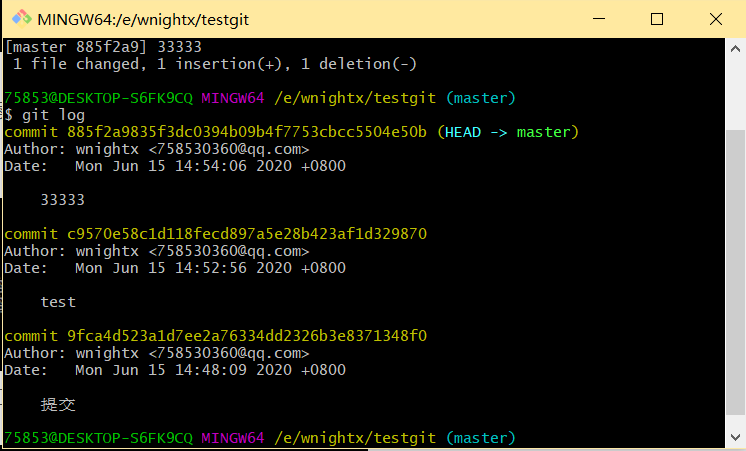 MINGW64:/e/wnightx/testgit
[master 885f2a9] 33333
1 file changed, 1 insertion(+), 1 deletion(-)
75853@DESKTOP-S6FK9CQ MINGW64 /e/wnightx/testgit (master)
$ git log
commit 885f2a9835f3dc0394b09b4f7753cbcc5504e50b (HEAD -> master)
Author: wnightx <758530360@qq.com>
Date:   Mon Jun 15 14:54:06 2020 +0800
33333
commit c9570e58c1d118fecd897a5e28b423af1d329870
Author: wnightx <758530360@qq.com>
Date:   Mon Jun 15 14:52:56 2020 +0800
test
commit 9fca4d523a1d7ee2a76334dd2326b3e8371348f0
Author: wnightx <758530360@qq.com>
Date:   Mon Jun 15 14:48:09 2020 +0800
提交
75853@DESKTOP-S6FK9CQ MINGW64 /e/wnightx/testgit (master)